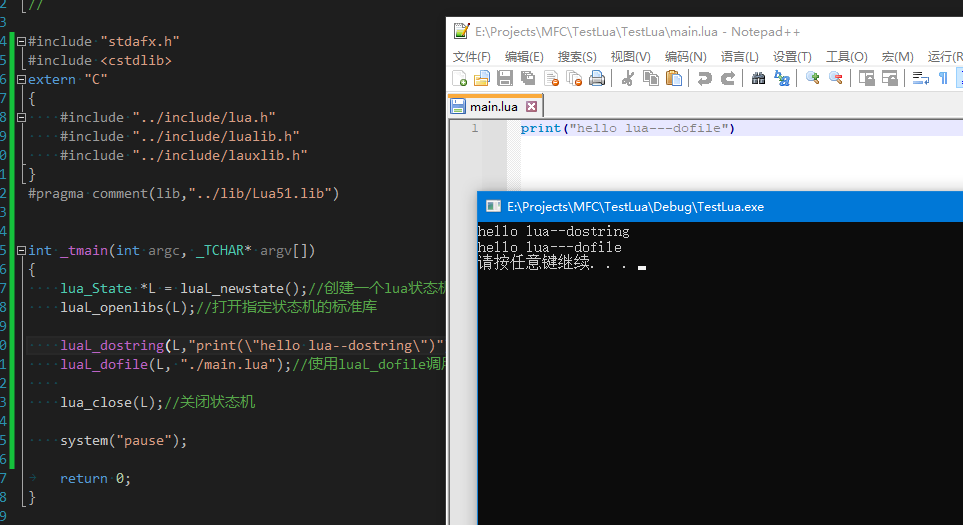 2 //
3
4 #include "stdafx.h"
5 #include <cstdlib>
6 extern "C"
7 {
8 #include "../include/lua.h"
9 #include "../include/lualib.h"
0 #include "../include/lauxlib.h"
1 }
2 #pragma comment(lib,"../lib/Lua51.lib")
3
4
5 int _tmain(int argc, _TCHAR* argv[])
6 {
7 lua_State *L = luaL_newstate();//创建一个lua状态机
8 luaL_openlibs(L);//打开指定状态机的标准库
9
0 luaL_dostring(L,"print(\"hello lua--dostring\")"
1 luaL_dofile(L, "./main.lua");//使用luaL_dofile调用
2
3 lua_close(L);//关闭状态机
4
5 system("pause");
6
7 return 0;
8 }
9
E:\Projects\MFC\TestLua\TestLua\main.lua - Notepad++
文件(F) 编辑(E) 搜索(S) 视图(V) 编码(N) 语言(L) 设置(T) 工具(O) 宏(M) 运行(R
main.lua
1 print("hello lua---dofile")
E:\Projects\MFC\TestLua\Debug\TestLua.exe
hello lua--dostring
hello lua---dofile
请按任意键继续. . .